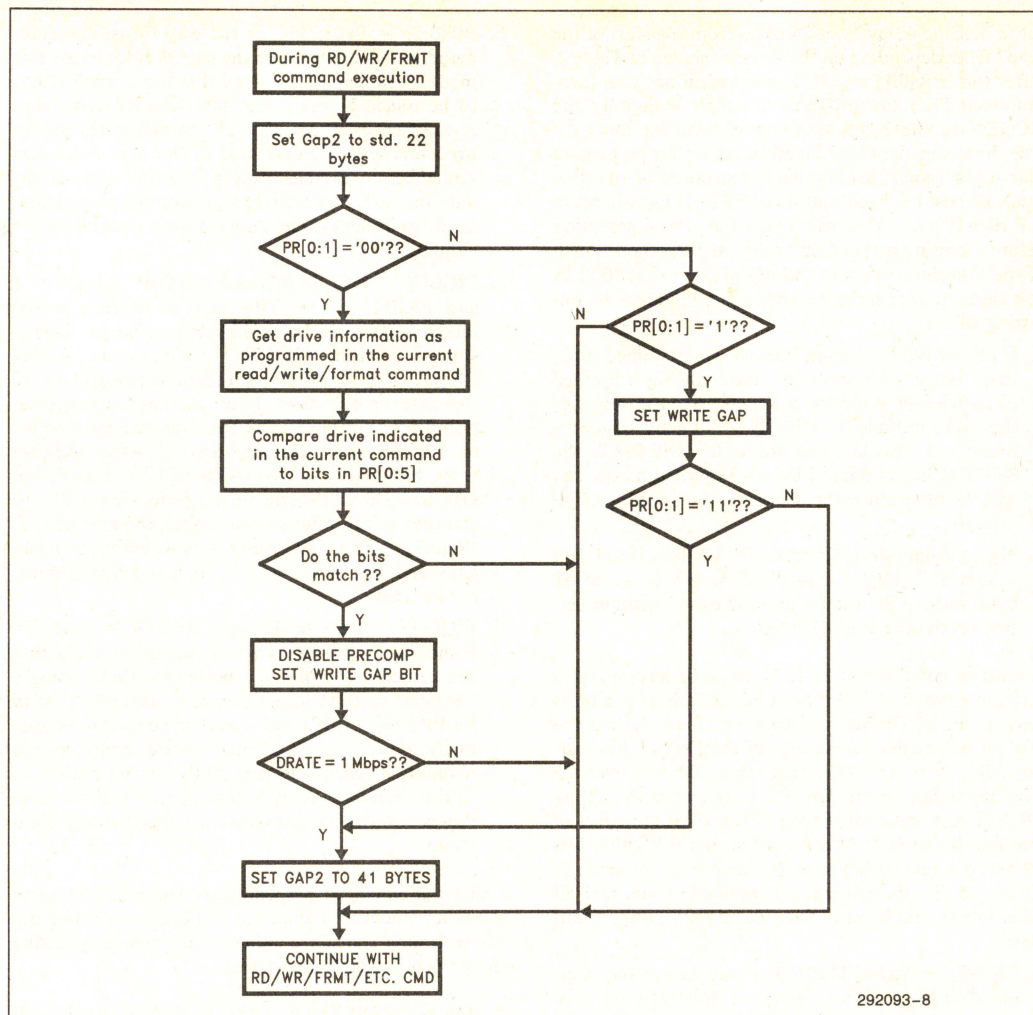 During RD/WR/FRMT
command execution
Set Gap2 to std. 22
bytes
PR[0:1] = '00'??
N
Y
Get drive information as
programmed in the current
read/write/format command
Compare drive indicated
in the current command
to bits in PR[0:5]
Do the bits
match ??
N
Y
DISABLE PRECOMP
SET WRITE GAP BIT
DRATE = 1 Mbps??
N
Y
SET GAP2 TO 41 BYTES
CONTINUE WITH
RD/WR/FRMT/ETC. CMD
N
PR[0:1] = '1'??
Y
SET WRITE GAP
PR[0:1] = '11'??
N
Y
292093-8